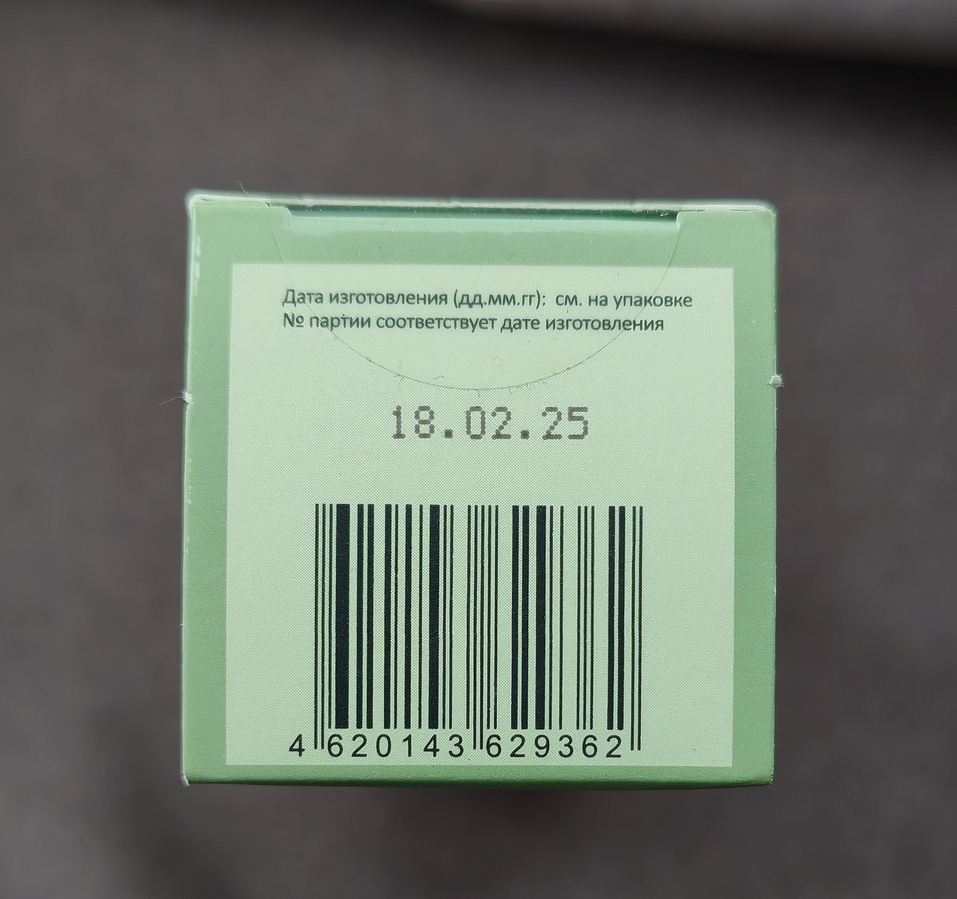 Дата изготовления (дд.мм.гг): см. на упаковке
№ партии соответствует дате изготовления
18.02.25
4 620143 629362